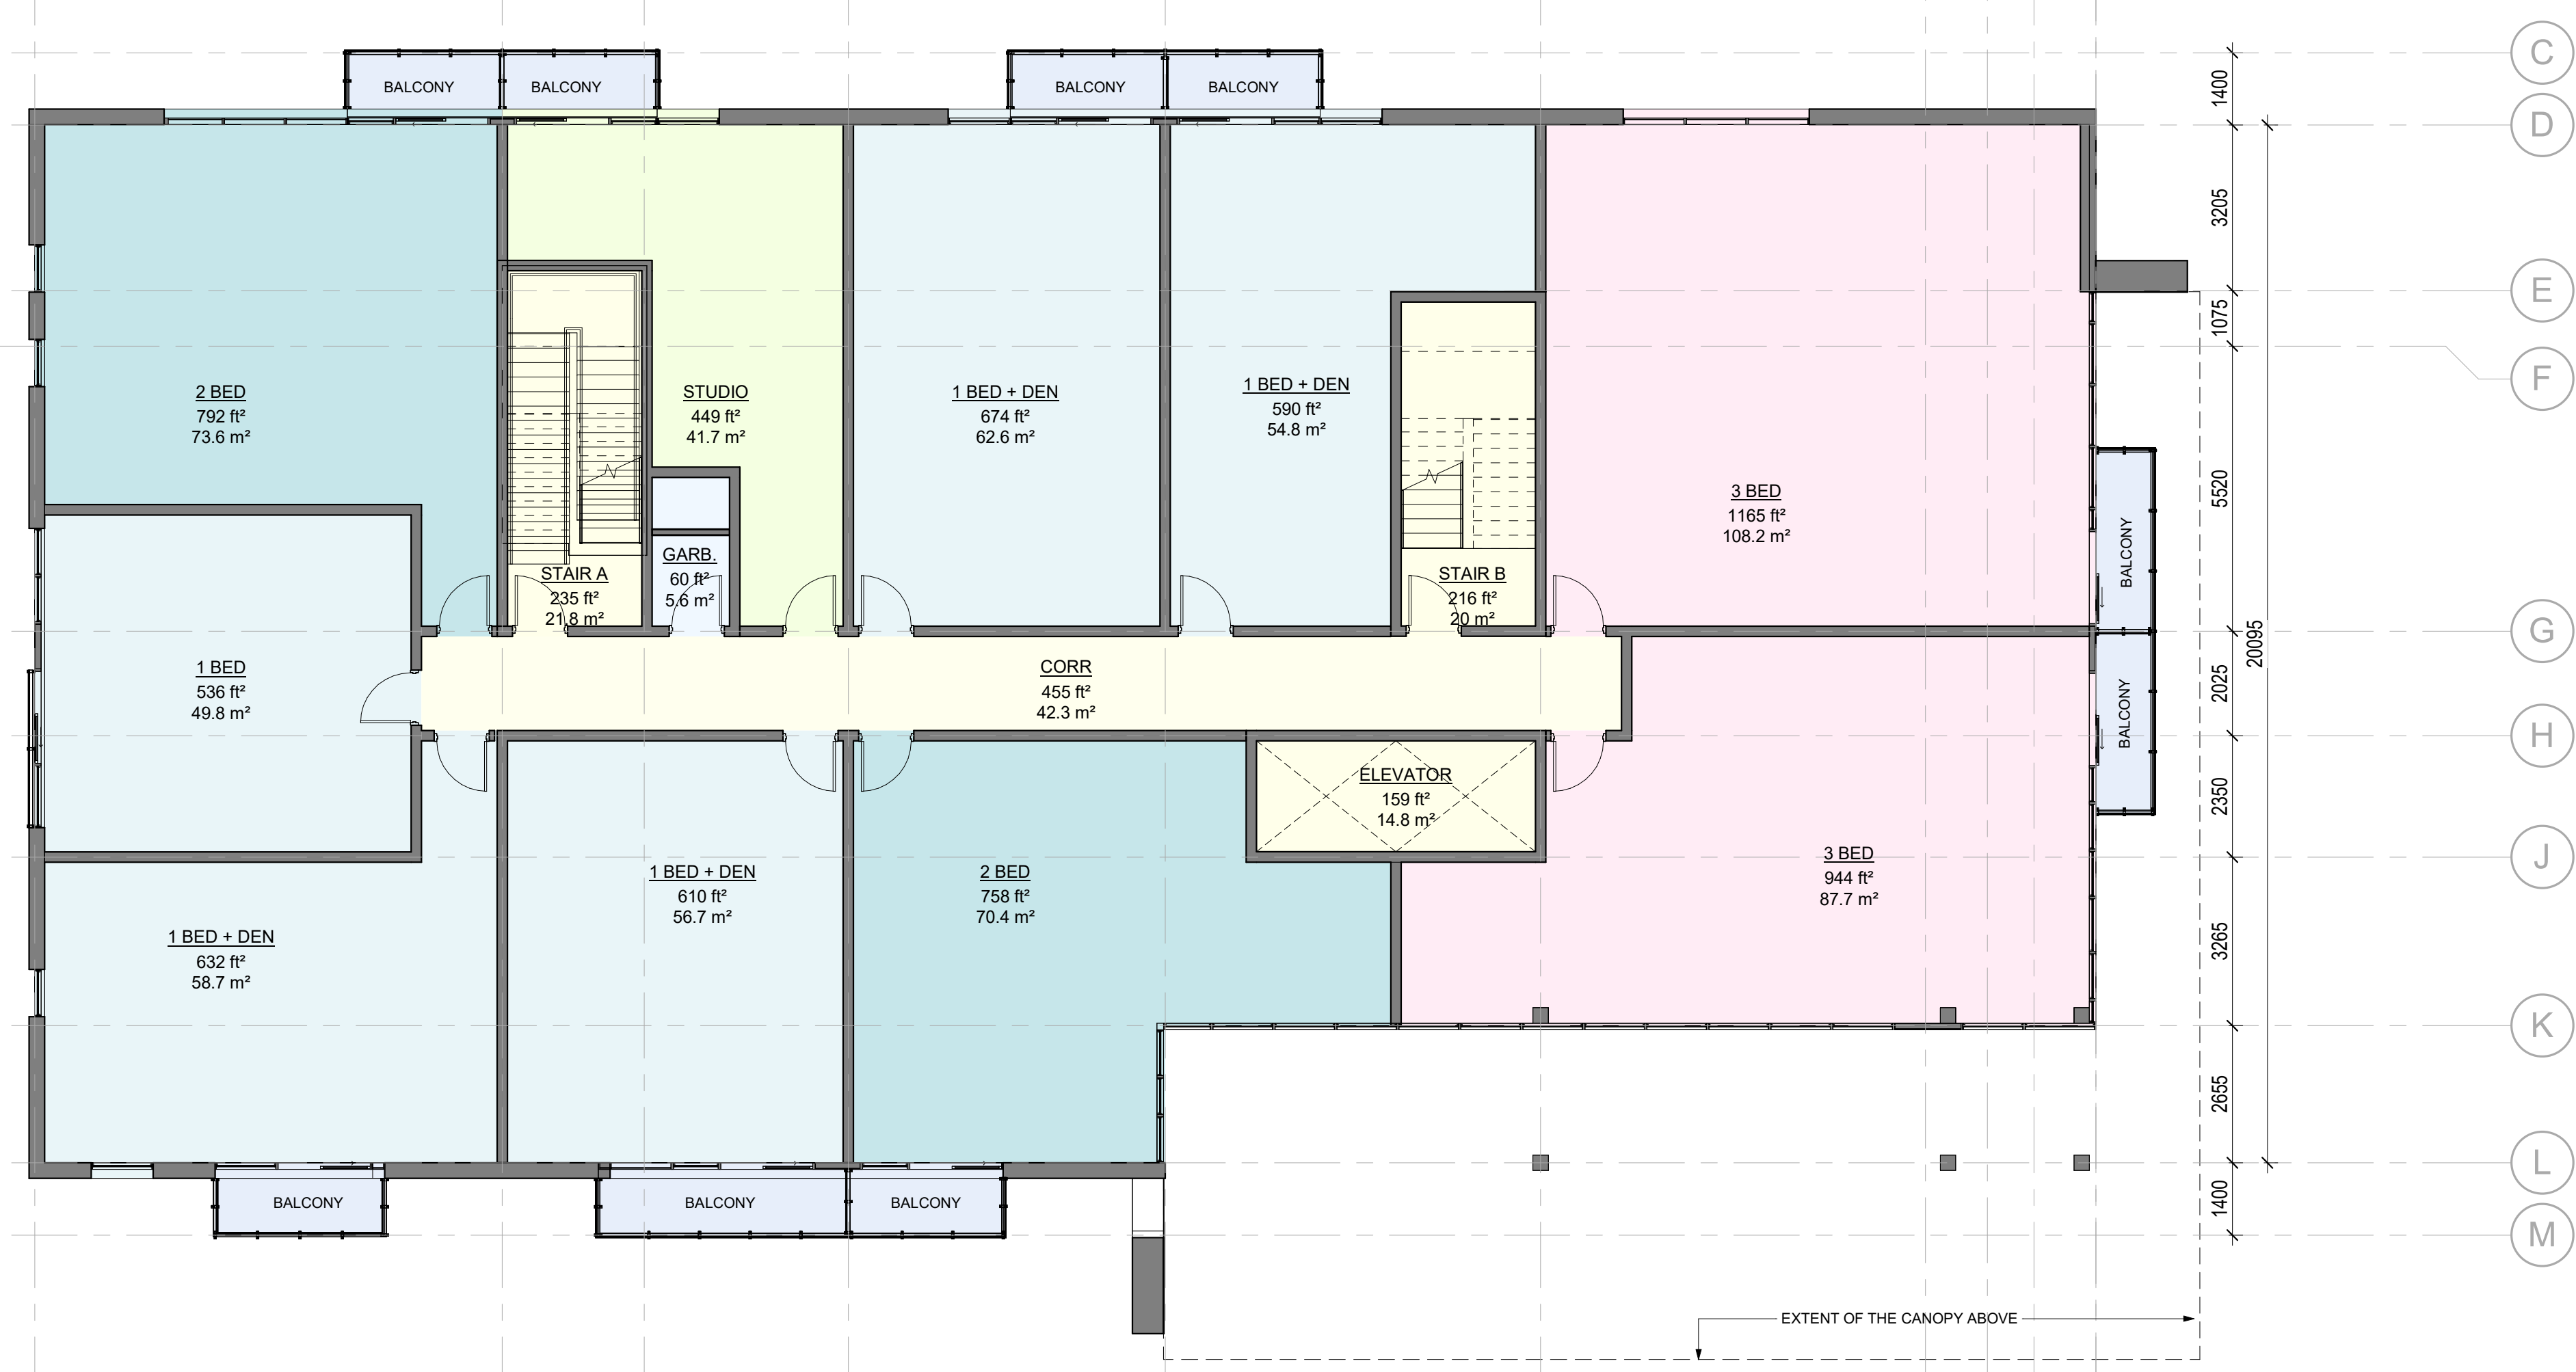 C
BALCONY
BALCONY
BALCONY
BALCONY
1400
D
3205
E
1075
F
2 BED
792 ft²
73.6 m²
STUDIO
449 ft²
41.7 m²
1 BED + DEN
674 ft²
62.6 m²
1 BED + DEN
590 ft²
54.8 m²
3 BED
1165 ft²
108.2 m²
5520
BALCONY
STAIR A
235 ft²
21.8 m²
GARB.
60 ft²
5.6 m²
STAIR B
216 ft²
20 m²
G
20095
1 BED
536 ft²
49.8 m²
CORR
455 ft²
42.3 m²
BALCONY
2025
H
ELEVATOR
159 ft²
14.8 m²
2350
J
1 BED + DEN
632 ft²
58.7 m²
1 BED + DEN
610 ft²
56.7 m²
2 BED
758 ft²
70.4 m²
3 BED
944 ft²
87.7 m²
3265
K
2655
L
BALCONY
BALCONY
BALCONY
1400
M
EXTENT OF THE CANOPY ABOVE